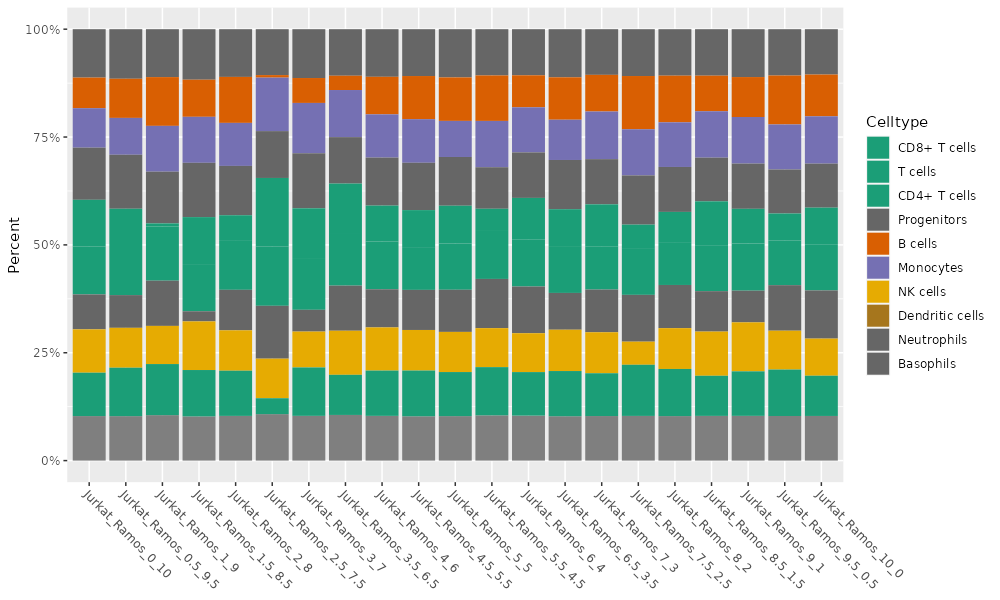 100%
75%
50%
25%
0%
Percent
Jurkat_Ramos_0_10
Jurkat_Ramos_0.5_9.5
Jurkat_Ramos_1_9
Jurkat_Ramos_1.5_8.5
Jurkat_Ramos_2_8
Jurkat_Ramos_2.5_7.5
Jurkat_Ramos_3_7
Jurkat_Ramos_3.5_6.5
Jurkat_Ramos_4_6
Jurkat_Ramos_4.5_5.5
Jurkat_Ramos_5_5
Jurkat_Ramos_5.5_4.5
Jurkat_Ramos_6_4
Jurkat_Ramos_6.5_3.5
Jurkat_Ramos_7_3
Jurkat_Ramos_7.5_2.5
Jurkat_Ramos_8_2
Jurkat_Ramos_8.5_1.5
Jurkat_Ramos_9_1
Jurkat_Ramos_9.5_0.5
Jurkat_Ramos_10_0
Celltype
CD8+ T cells
T cells
CD4+ T cells
Progenitors
B cells
Monocytes
NK cells
Dendritic cells
Neutrophils
Basophils